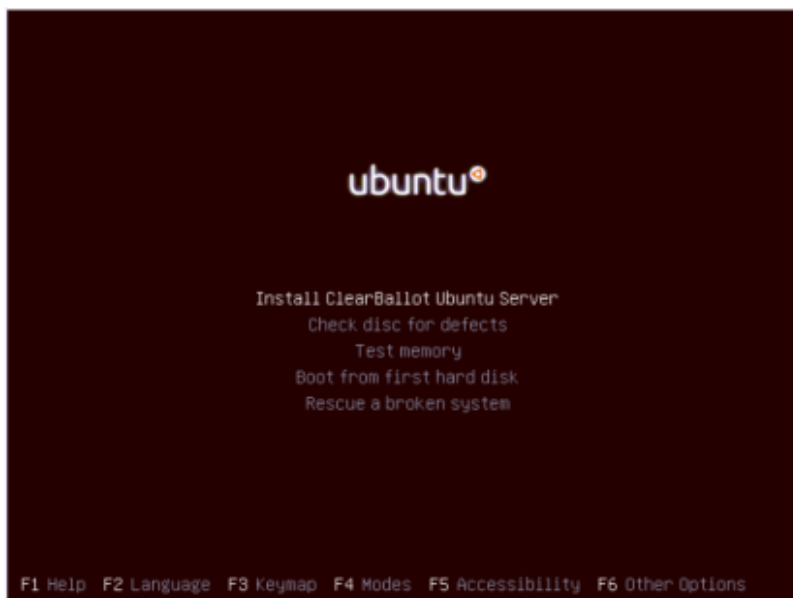 ubuntu
Install ClearBallot Ubuntu Server
Check disc for defects
Test memory
Boot from first hard disk
Rescue a broken system
F1 Help F2 Language F3 Keymap F4 Modes F5 Accessibility F6 Other Options